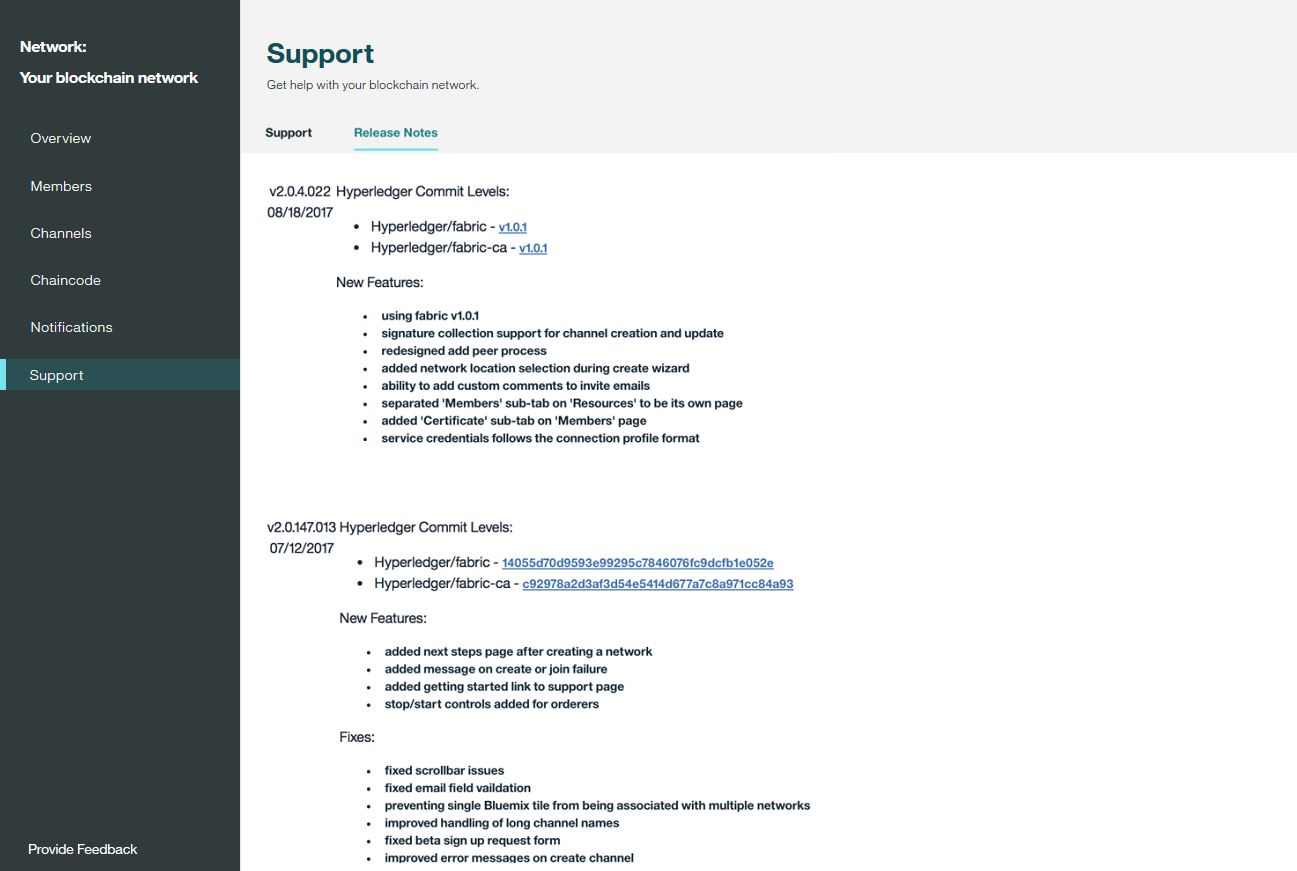 Network:
Your blockchain network
Overview
Members
Channels
Chaincode
Notifications
Support
Provide Feedback
Support
Get help with your blockchain network.
Support Release Notes
v2.0.4.022 Hyperledger Commit Levels:
08/18/2017
• Hyperledger/fabric - v1.0.1
• Hyperledger/fabric-ca - v1.0.1
New Features:
• using fabric v1.0.1
• signature collection support for channel creation and update
• redesigned add peer process
• added network location selection during create wizard
• ability to add custom comments to invite emails
• separated 'Members' sub-tab on 'Resources' to be its own page
• added 'Certificate' sub-tab on 'Members' page
• service credentials follows the connection profile format
v2.0.147.013 Hyperledger Commit Levels:
07/12/2017
• Hyperledger/fabric - 14055d70d9593e99295c7846076fc9dcfb1e052e
• Hyperledger/fabric-ca - c92978a2d3af3d54e5414d677a7c8a971cc84a93
New Features:
• added next steps page after creating a network
• added message on create or join failure
• added getting started link to support page
• stop/start controls added for orderers
Fixes:
• fixed scrollbar issues
• fixed email field vaildation
• preventing single Bluemix tile from being associated with multiple networks
• improved handling of long channel names
• fixed beta sign up request form
• improved error messages on create channel